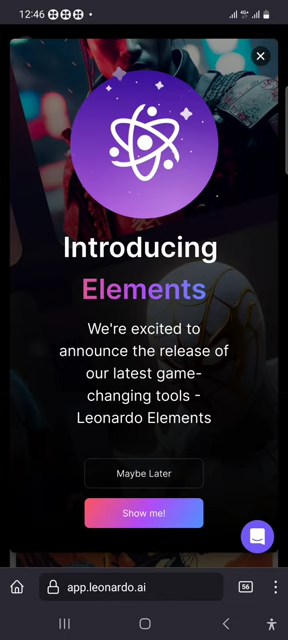 12:46
4G+
Introducing
Elements
We're excited to
announce the release of
our latest game-
changing tools -
Leonardo Elements
Maybe Later
Show me!
app.leonardo.ai
56